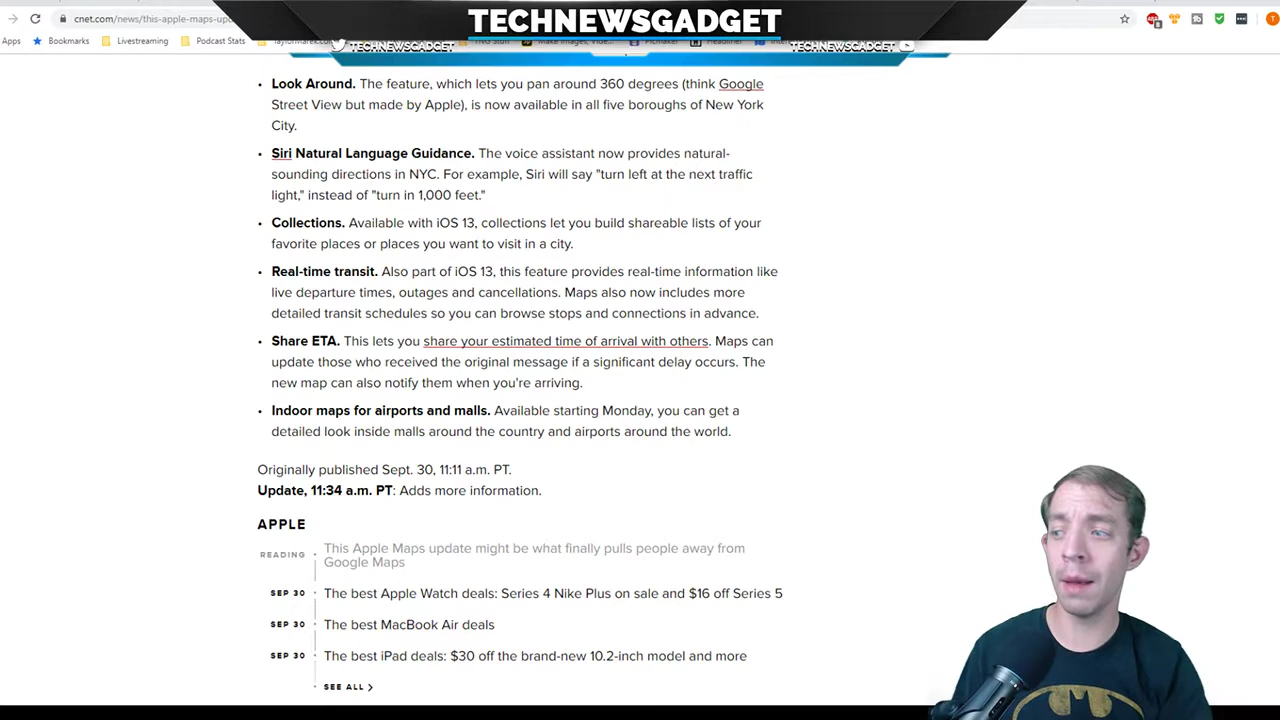 TECHNEWSGADGET
cnet.com/news/this-apple-maps-up
Apps
Bookmarks
Livestreaming
Podcast Stuff
TECHNEWSGADGET
TECHNEWSGADGET
• Look Around. The feature, which lets you pan around 360 degrees (think Google
Street View but made by Apple), is now available in all five boroughs of New York
City.
• Siri Natural Language Guidance. The voice assistant now provides natural-
sounding directions in NYC. For example, Siri will say "turn left at the next traffic
light," instead of "turn in 1,000 feet."
• Collections. Available with iOS 13, collections let you build shareable lists of your
favorite places or places you want to visit in a city.
• Real-time transit. Also part of iOS 13, this feature provides real-time information like
live departure times, outages and cancellations. Maps also now includes more
detailed transit schedules so you can browse stops and connections in advance.
• Share ETA. This lets you share your estimated time of arrival with others. Maps can
update those who received the original message if a significant delay occurs. The
new map can also notify them when you're arriving.
• Indoor maps for airports and malls. Available starting Monday, you can get a
detailed look inside malls around the country and airports around the world.
Originally published Sept. 30, 11:11 a.m. PT.
Update, 11:34 a.m. PT: Adds more information.
APPLE
READING This Apple Maps update might be what finally pulls people away from
Google Maps
SEP 30 The best Apple Watch deals: Series 4 Nike Plus on sale and $16 off Series 5
SEP 30 The best MacBook Air deals
SEP 30 The best iPad deals: $30 off the brand-new 10.2-inch model and more
SEE ALL >